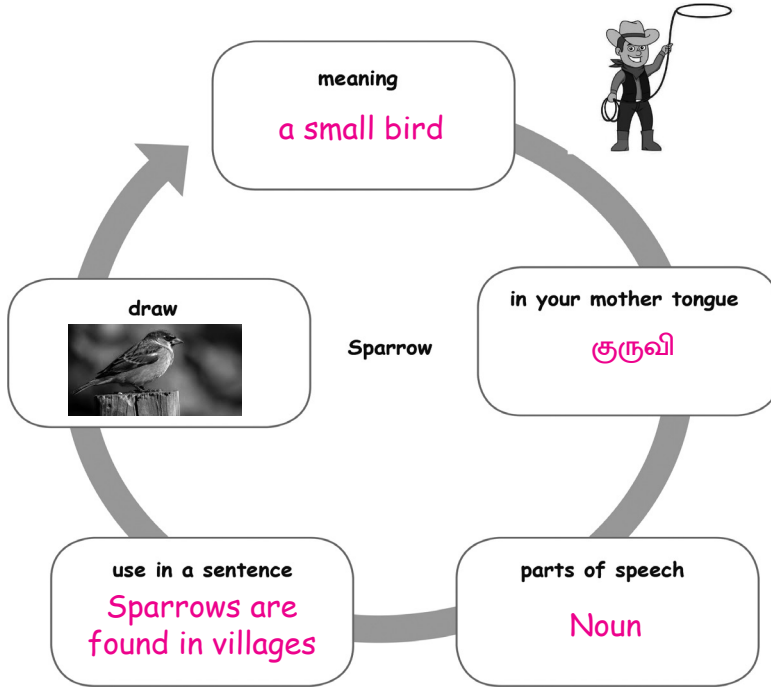 meaning
a small bird
in your mother tongue
குருவி
parts of speech
Noun
use in a sentence
Sparrows are
found in villages
draw
Sparrow